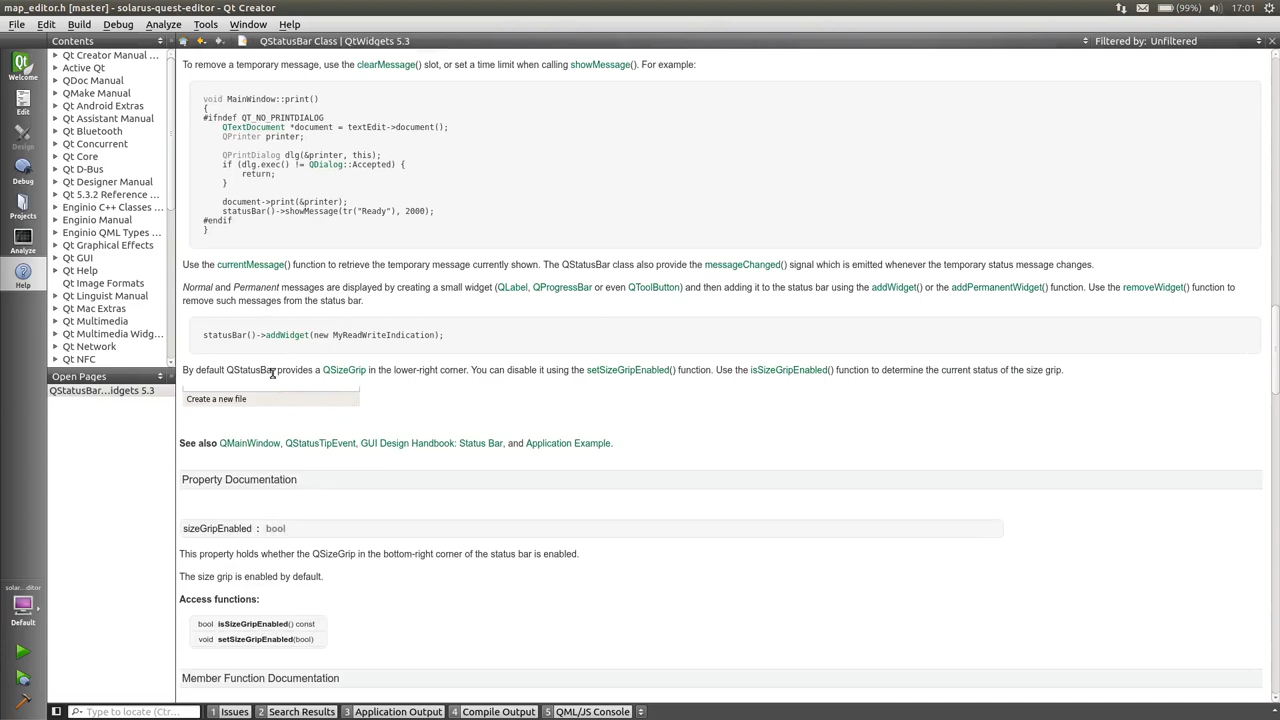 map_editor.h [master] - solarus-quest-editor - Qt Creator
(99%) 17:01
File Edit Build Debug Analyze Tools Window Help
Contents
QStatusBar Class | QtWidgets 5.3
Filtered by: Unfiltered
Welcome
Edit
Design
Debug
Projects
Analyze
Help
Qt Creator Manual ...
Active Qt
QDoc Manual
QMake Manual
Qt Android Extras
Qt Assistant Manual
Qt Bluetooth
Qt Concurrent
Qt Core
Qt D-Bus
Qt Designer Manual
Qt 5.3.2 Reference ...
Enginio C++ Classes ...
Enginio Manual
Enginio QML Types ...
Qt Graphical Effects
Qt GUI
Qt Help
Qt Image Formats
Qt Linguist Manual
Qt Mac Extras
Qt Multimedia
Qt Multimedia Widg...
Qt Network
Qt NFC
Open Pages
QStatusBar...idgets 5.3
To remove a temporary message, use the clearMessage() slot, or set a time limit when calling showMessage(). For example:
void MainWindow::print()
{
#ifndef QT_NO_PRINTDIALOG
QTextDocument *document = textEdit->document();
QPrinter printer;
QPrintDialog dlg(&printer, this);
if (dlg.exec() != QDialog::Accepted) {
return;
}
document->print(&printer);
statusBar()->showMessage(tr("Ready"), 2000);
#endif
}
Use the currentMessage() function to retrieve the temporary message currently shown. The QStatusBar class also provide the messageChanged() signal which is emitted whenever the temporary status message changes.
Normal and Permanent messages are displayed by creating a small widget (QLabel, QProgressBar or even QToolButton) and then adding it to the status bar using the addWidget() or the addPermanentWidget() function. Use the removeWidget() function to
remove such messages from the status bar.
statusBar()->addWidget(new MyReadWriteIndication);
By default QStatusBar provides a QSizeGrip in the lower-right corner. You can disable it using the setSizeGripEnabled() function. Use the isSizeGripEnabled() function to determine the current status of the size grip.
Create a new file
See also QMainWindow, QStatusTipEvent, GUI Design Handbook: Status Bar, and Application Example.
Property Documentation
sizeGripEnabled : bool
This property holds whether the QSizeGrip in the bottom-right corner of the status bar is enabled.
The size grip is enabled by default.
Access functions:
bool isSizeGripEnabled() const
void setSizeGripEnabled(bool)
Member Function Documentation
solar...ditor
Default
Type to locate (Ctr...
1 Issues
2 Search Results
3 Application Output
4 Compile Output
5 QML/JS Console